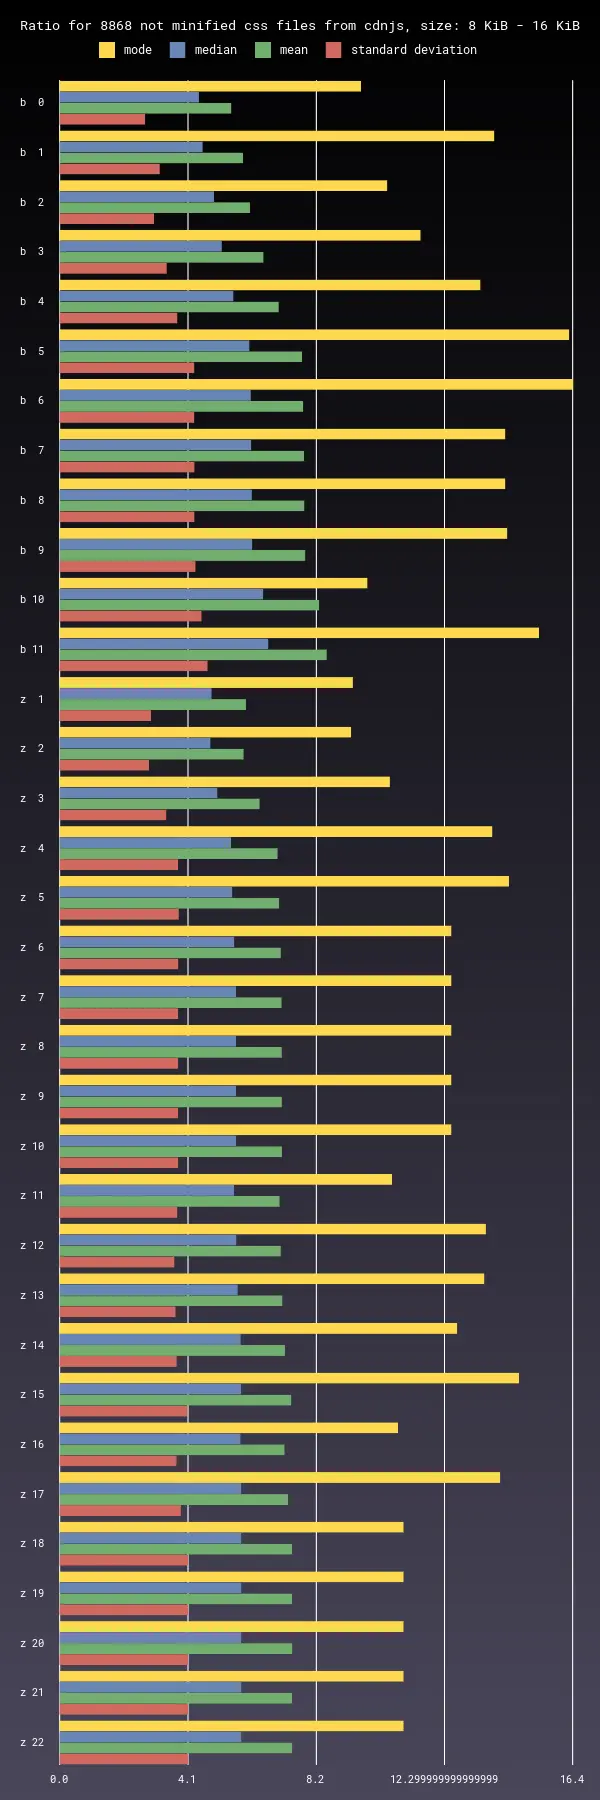 Ratio for 8868 not minified css files from cdnjs, size: 8 KiB - 16 KiB
mode median mean standard deviation
b 0
b 1
b 2
b 3
b 4
b 5
b 6
b 7
b 8
b 9
b 10
b 11
z 1
z 2
z 3
z 4
z 5
z 6
z 7
z 8
z 9
z 10
z 11
z 12
z 13
z 14
z 15
z 16
z 17
z 18
z 19
z 20
z 21
z 22
0.0 4.1 8.2 12.299999999999999 16.4